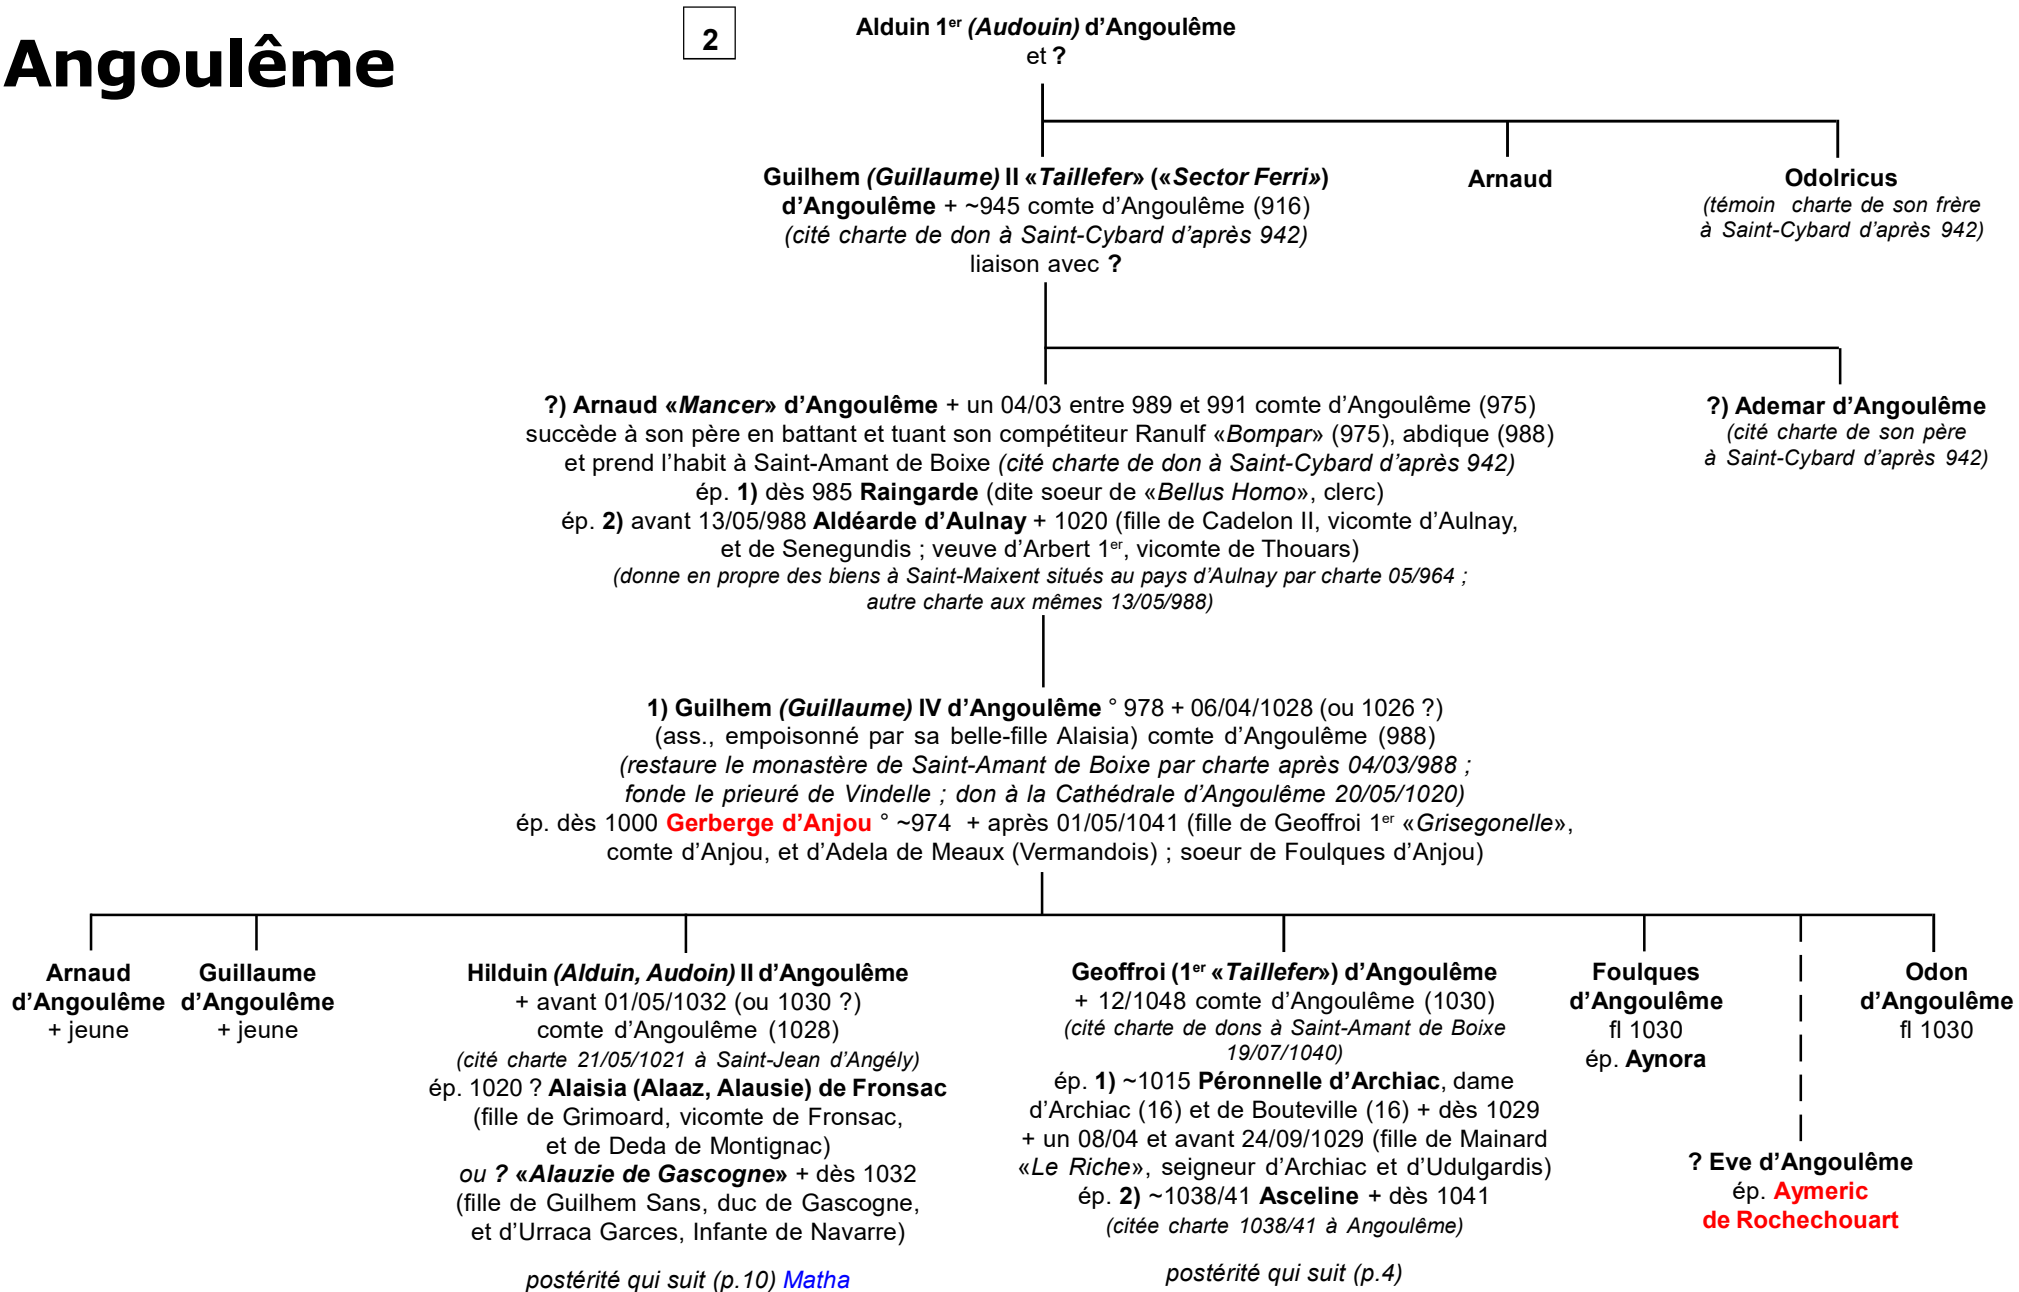 Angoulême
2
Alduin 1er (Audouin) d’Angoulême
et ?
Guilhem (Guillaume) II «Taillefer» («Sector Ferri»)
d’Angoulême + ~945 comte d’Angoulême (916)
(cité charte de don à Saint-Cybard d’après 942)
liaison avec ?
Arnaud
Odolricus
(témoin charte de son frère
à Saint-Cybard d’après 942)
?) Arnaud «Mancer» d’Angoulême + un 04/03 entre 989 et 991 comte d’Angoulême (975)
succède à son père en battant et tuant son compétiteur Ranulf «Bompar» (975), abdique (988)
et prend l’habit à Saint-Amant de Boixe (cité charte de don à Saint-Cybard d’après 942)
ép. 1) dès 985 Raingarde (dite soeur de «Bellus Homo», clerc)
ép. 2) avant 13/05/988 Aldéarde d’Aulnay + 1020 (fille de Cadelon II, vicomte d’Aulnay,
et de Senegundis ; veuve d’Arbert 1er, vicomte de Thouars)
(donne en propre des biens à Saint-Maixent situés au pays d’Aulnay par charte 05/964 ;
autre charte aux mêmes 13/05/988)
?) Ademar d’Angoulême
(cité charte de son père
à Saint-Cybard d’après 942)
1) Guilhem (Guillaume) IV d’Angoulême ° 978 + 06/04/1028 (ou 1026 ?)
(ass., empoisonné par sa belle-fille Alaisia) comte d’Angoulême (988)
(restaure le monastère de Saint-Amant de Boixe par charte après 04/03/988 ;
fonde le prieuré de Vindelle ; don à la Cathédrale d’Angoulême 20/05/1020)
ép. dès 1000 Gerberge d’Anjou ° ~974 + après 01/05/1041 (fille de Geoffroi 1er «Grisegonelle»,
comte d’Anjou, et d’Adela de Meaux (Vermandois) ; soeur de Foulques d’Anjou)
Arnaud
d’Angoulême
+ jeune
Guillaume
d’Angoulême
+ jeune
Hilduin (Alduin, Audoin) II d’Angoulême
+ avant 01/05/1032 (ou 1030 ?)
comte d’Angoulême (1028)
(cité charte 21/05/1021 à Saint-Jean d’Angély)
ép. 1020 ? Alaisia (Alaaz, Alausie) de Fronsac
(fille de Grimoard, vicomte de Fronsac,
et de Deda de Montignac)
ou ? «Alauzie de Gascogne» + dès 1032
(fille de Guilhem Sans, duc de Gascogne,
et d’Urraca Garces, Infante de Navarre)
postérité qui suit (p.10) Matha
Geoffroi (1er «Taillefer») d’Angoulême
+ 12/1048 comte d’Angoulême (1030)
(cité charte de dons à Saint-Amant de Boixe
19/07/1040)
ép. 1) ~1015 Péronnelle d’Archiac, dame
d’Archiac (16) et de Bouteville (16) + dès 1029
+ un 08/04 et avant 24/09/1029 (fille de Mainard
«Le Riche», seigneur d’Archiac et d’Udulgardis)
ép. 2) ~1038/41 Asceline + dès 1041
(citée charte 1038/41 à Angoulême)
postérité qui suit (p.4)
Foulques
d’Angoulême
fl 1030
ép. Aynora
? Eve d’Angoulême
ép. Aymeric
de Rochechouart
Odon
d’Angoulême
fl 1030